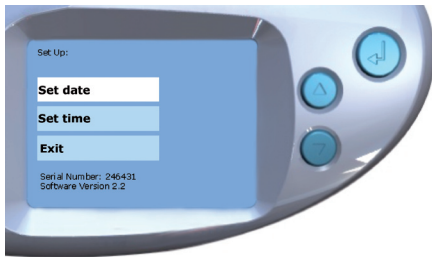 Set Up:
Set date
Set time
Exit
Serial Number: 246431
Software Version 2.2